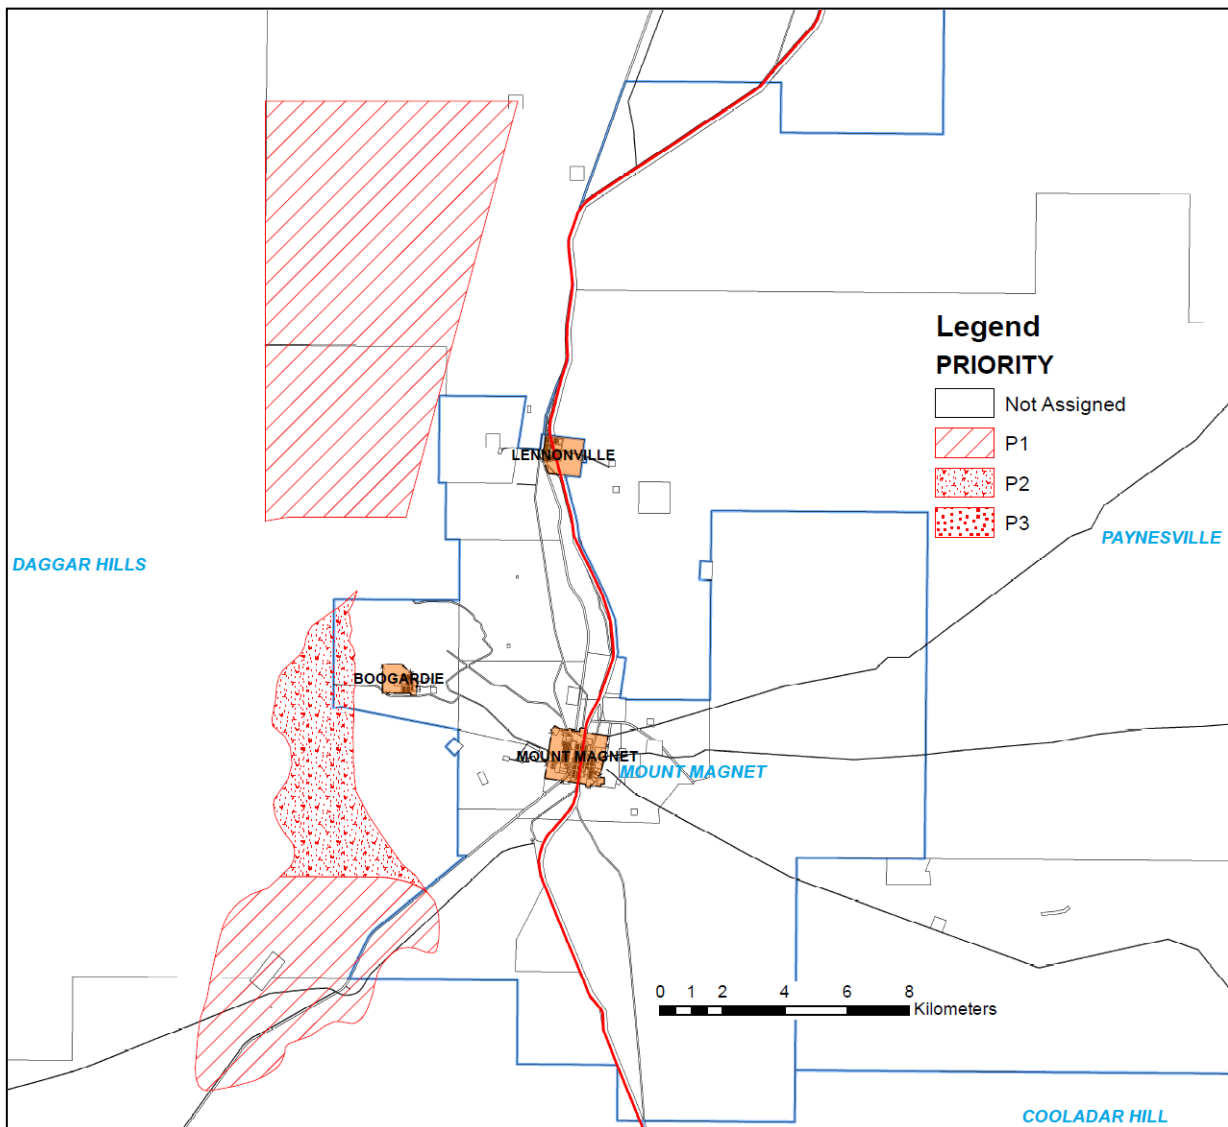 Legend
PRIORITY
Not Assigned
P1
P2
P3
LENNONVILLE
PAYNESVILLE
DAGGAR HILLS
BOOGARDIE
MOUNT MAGNET
MOUNT MAGNET
0 1 2 4 6 8
Kilometers
COOLADAR HILL